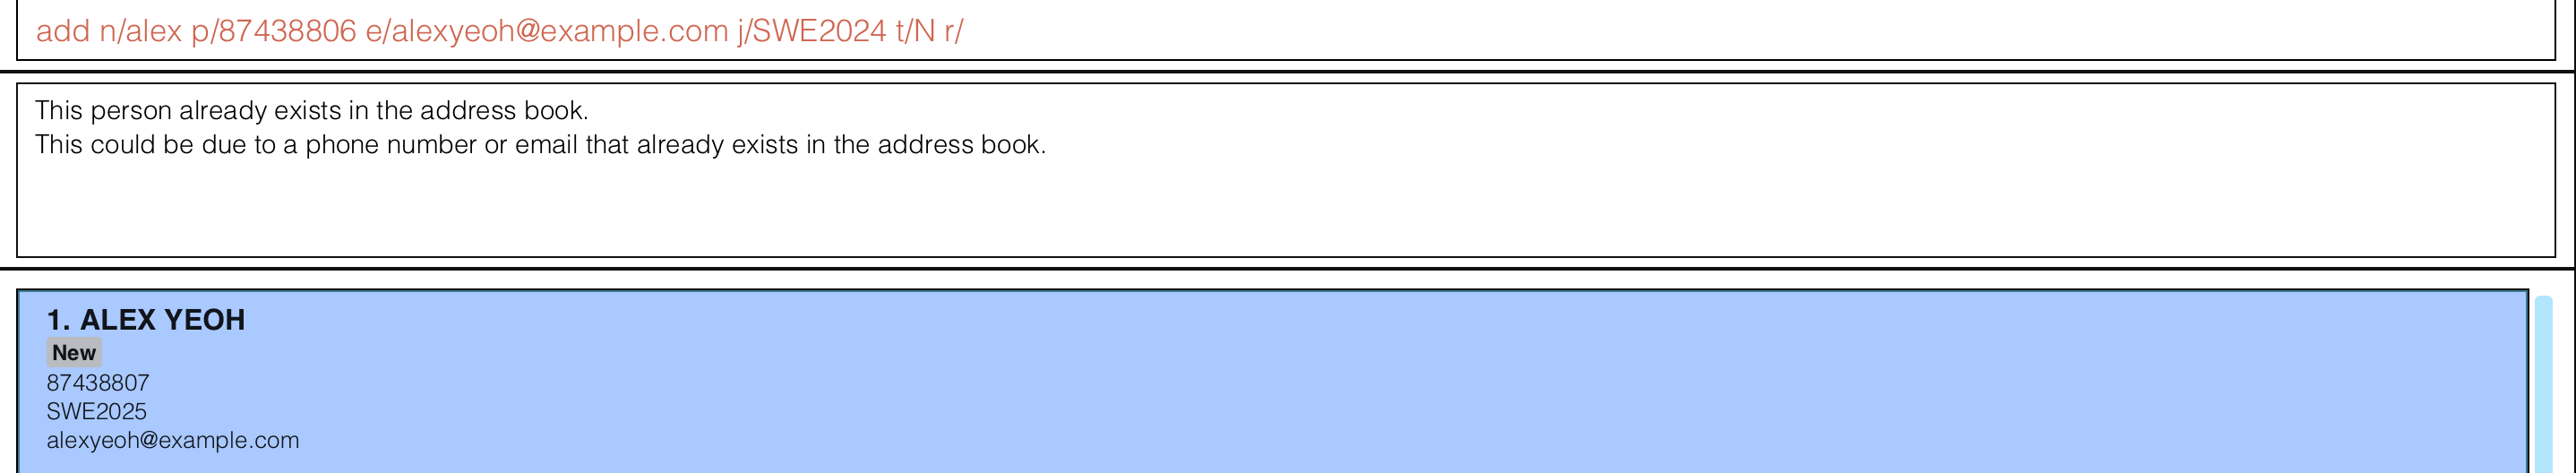 add n/alex p/87438806 e/alexyeoh@example.com j/SWE2024 t/N r/
This person already exists in the address book.
This could be due to a phone number or email that already exists in the address book.
1. ALEX YEOH
New
87438807
SWE2025
alexyeoh@example.com